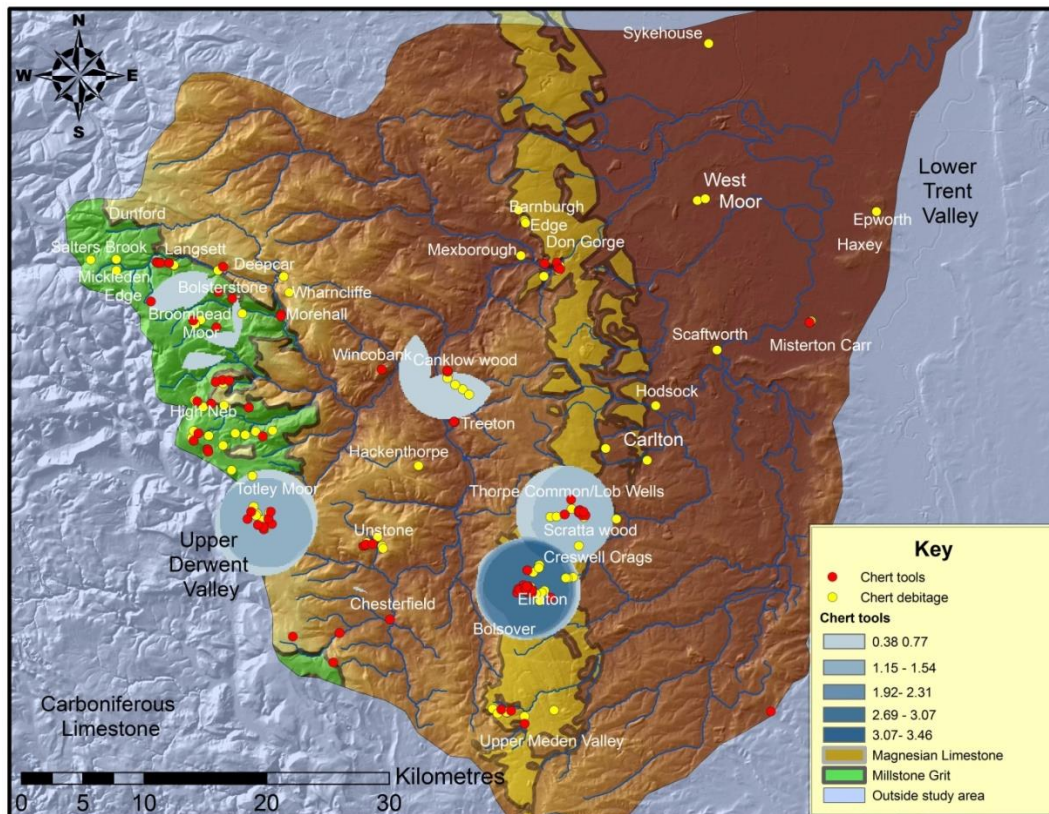 N
W E
S
Sykehouse
Lower
Trent
Valley
West
Moor
Epworth
Haxey
Barnburgh
Edge
Don Gorge
Mexborough
Dunford
Salters Brook
Langsett
Deepcar
Mickleden
Edge
Bolsterstone
Wharncliffe
Broomhead
Moor
Morehall
Misterton Carr
Scaftworth
Wincobank
Canklow wood
Hodsock
High Neb
Treeton
Carlton
Hackenthorpe
Totley Moor
Thorpe Common/Lob Wells
Scratta wood
Upper
Derwent
Valley
Unstone
Creswell Crags
Elmton
Chesterfield
Bolsover
Carboniferous
Limestone
Upper Meden Valley
Kilometres
0 5 10 20 30
Key
Chert tools
Chert debitage
Chert tools
0.38 0.77
1.15 - 1.54
1.92- 2.31
2.69 - 3.07
3.07- 3.46
Magnesian Limestone
Millstone Grit
Outside study area